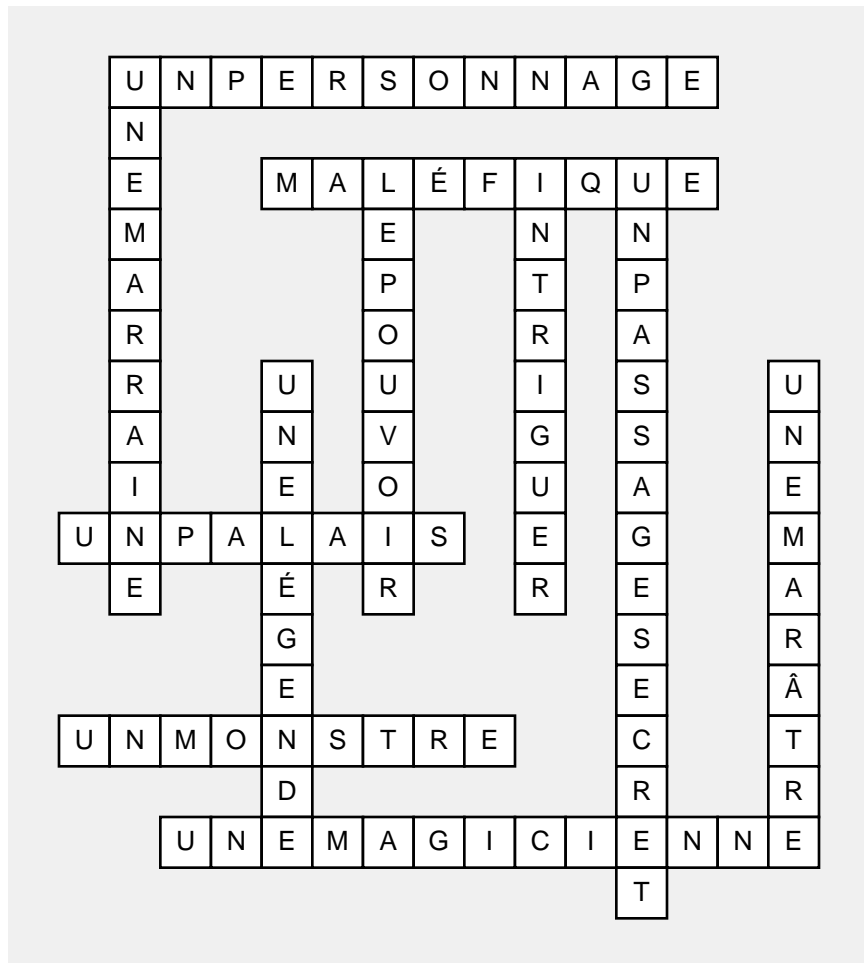 UNPERSONNAGE
UNEMARRAINE
MALÉFIQUE
LEPOUVOIR
INTRIGUER
UNPASSAGESECRET
UNELÉGENDE
UNEMARÂTRE
UNPALAIS
UNMONSTRE
UNEMAGICIENNE